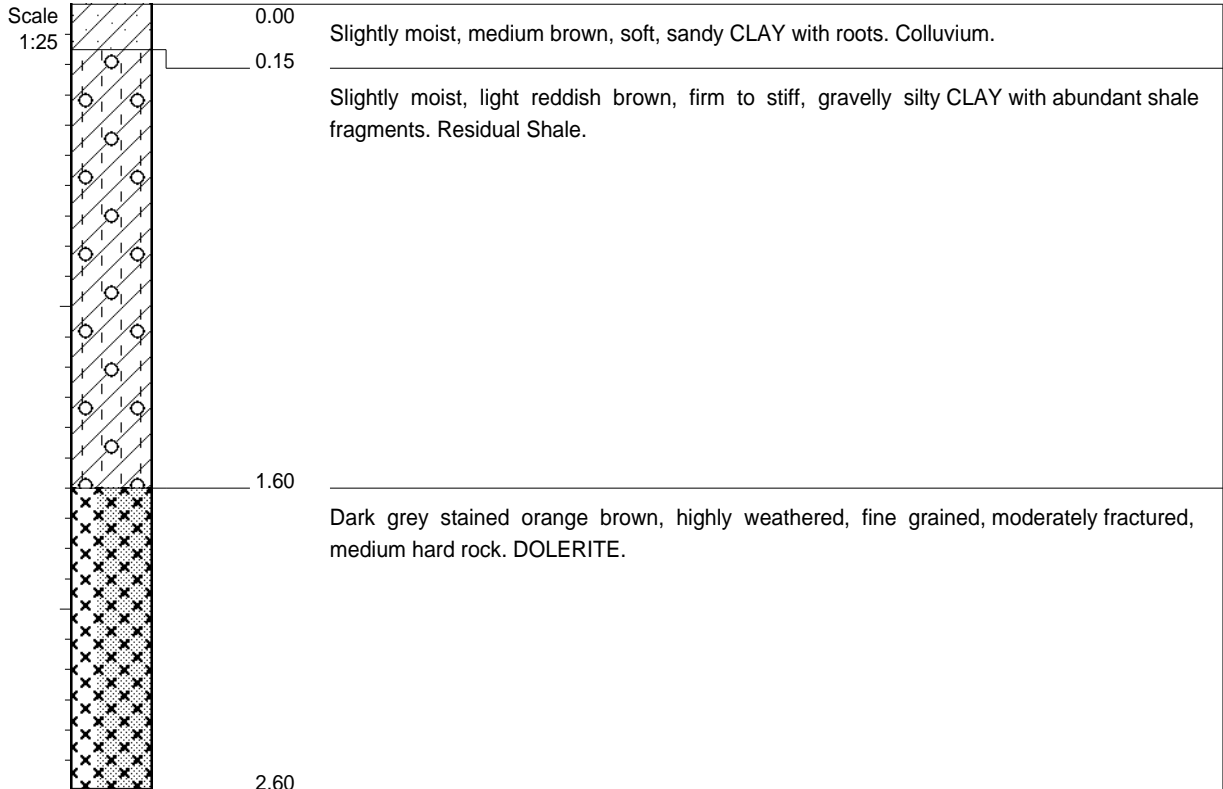 Scale
1:25
0.00
Slightly moist, medium brown, soft, sandy CLAY with roots. Colluvium.
0.15
Slightly moist, light reddish brown, firm to stiff, gravelly silty CLAY with abundant shale
fragments. Residual Shale.
1.60
Dark grey stained orange brown, highly weathered, fine grained, moderately fractured,
medium hard rock. DOLERITE.
2.60